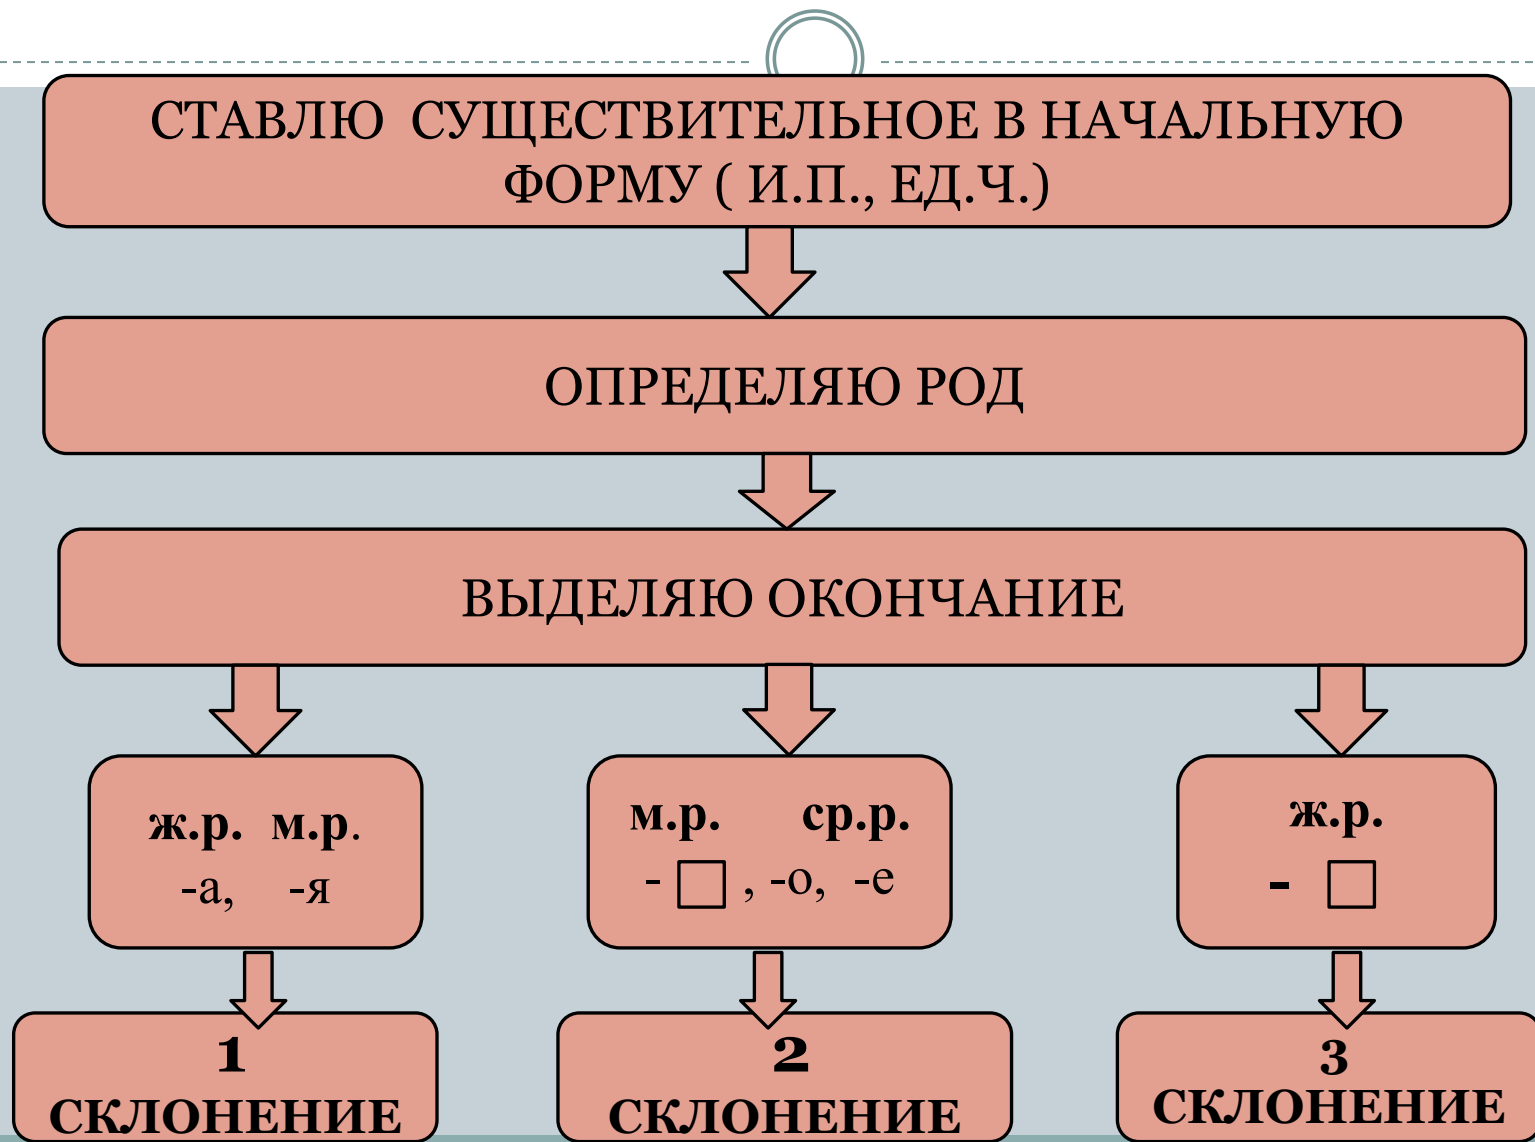 СТАВЛЮ СУЩЕСТВИТЕЛЬНОЕ В НАЧАЛЬНУЮ
ФОРМУ ( И.П., ЕД.Ч.)
ОПРЕДЕЛЯЮ РОД
ВЫДЕЛЯЮ ОКОНЧАНИЕ
ж.р. м.р.
-а, -я
м.р. ср.р.
- □ , -о, -е
ж.р.
- □
1
СКЛОНЕНИЕ
2
СКЛОНЕНИЕ
3
СКЛОНЕНИЕ